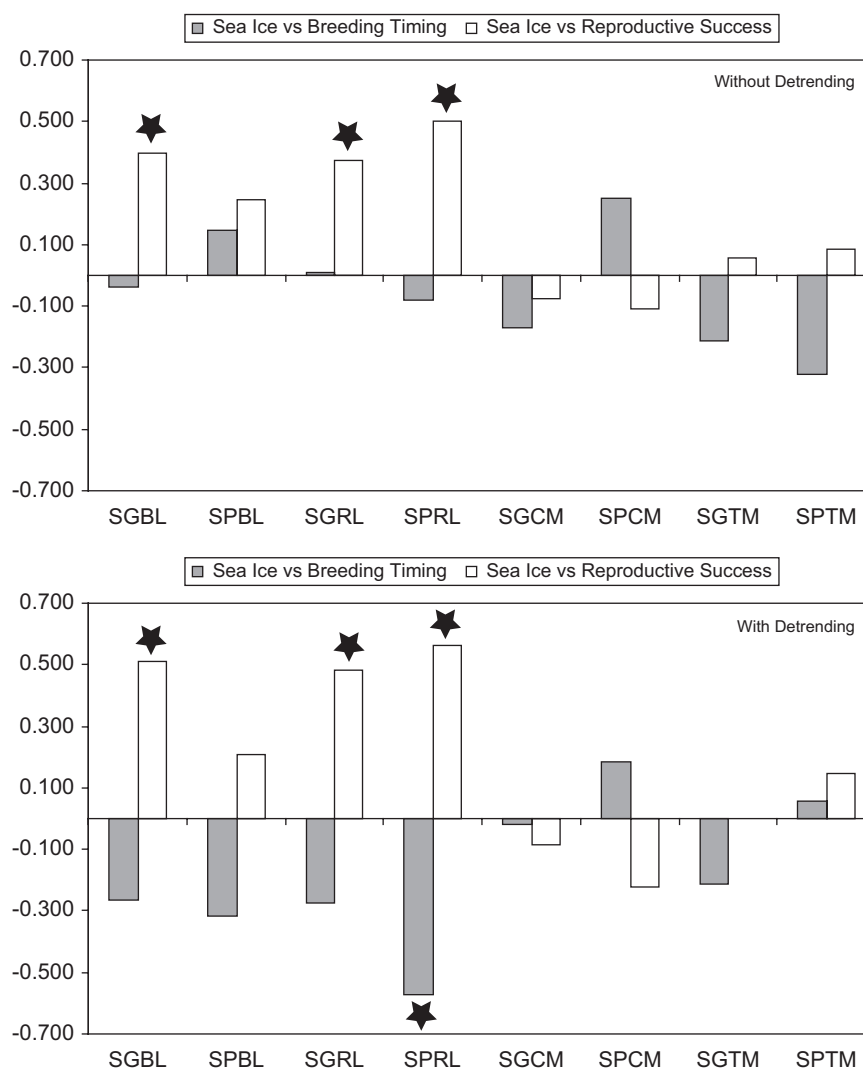 Sea Ice vs Breeding Timing Sea Ice vs Reproductive Success
0.700
Without Detrending
0.500
0.300
0.100
-0.100
-0.300
-0.500
-0.700
SGBL SPBL SGRL SPRL SGCM SPCM SGTM SPTM
Sea Ice vs Breeding Timing Sea Ice vs Reproductive Success
0.700
With Detrending
0.500
0.300
0.100
-0.100
-0.300
-0.500
-0.700
SGBL SPBL SGRL SPRL SGCM SPCM SGTM SPTM